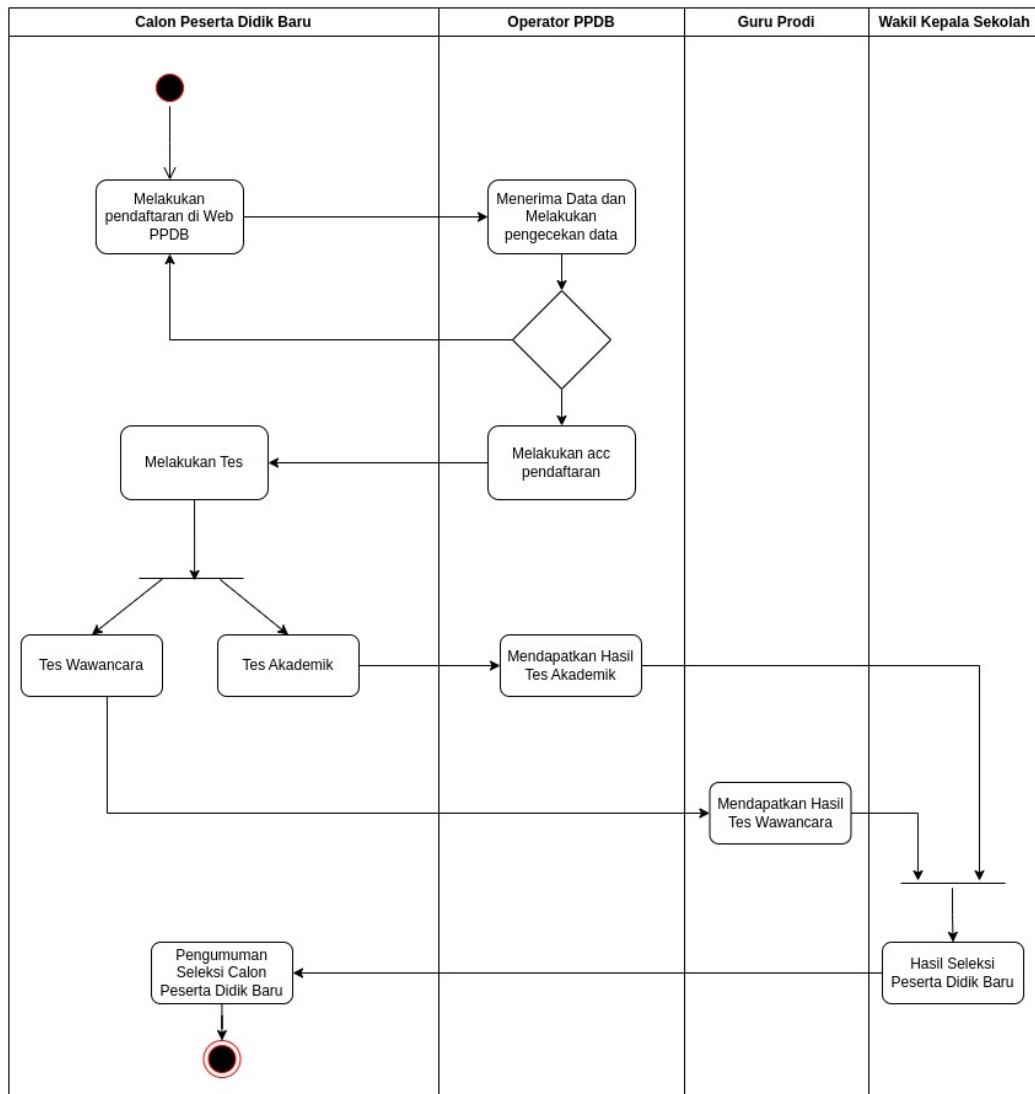 Calon Peserta Didik Baru
Operator PPDB
Guru Prodi
Wakil Kepala Sekolah
Melakukan
pendaftaran di Web
PPDB
Menerima Data dan
Melakukan
pengecekan data
Melakukan Tes
Melakukan acc
pendaftaran
Tes Wawancara
Tes Akademik
Mendapatkan Hasil
Tes Akademik
Mendapatkan Hasil
Tes Wawancara
Pengumuman
Seleksi Calon
Peserta Didik Baru
Hasil Seleksi
Peserta Didik Baru